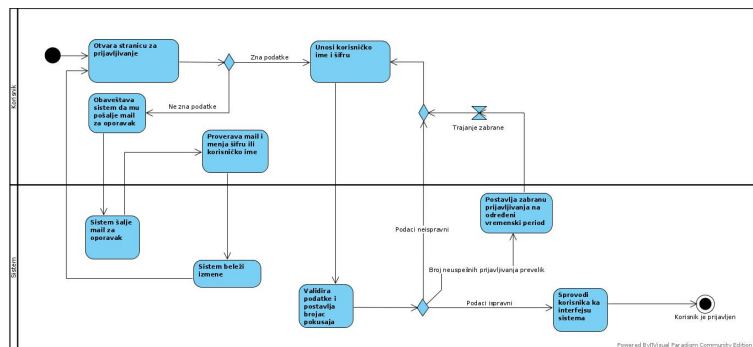 Korisnik
Otvara stranicu za
prijavljivanje
Zna podatke
Unosi korisničko
ime i šifru
Ne zna podatke
Obaveštava
sistem da mu
pošalje mail
za oporavak
Proverava mail i
menja šifru ili
korisničko ime
Trajanje zabrane
Sistem
Sistem šalje
mail za
oporavak
Sistem beleži
izmene
Postavlja zabranu
prijavljivanja na
određeni
vremenski period
Podaci neispravni
Broj neuspešnih prijavljivanja prevelik
Validira
podatke i
postavlja
brojac
pokusaja
Podaci ispravni
Sprovodi
korisnika ka
interfejsu
sistema
Korisnik je prijavljen
Powered By Visual Paradigm Community Edition